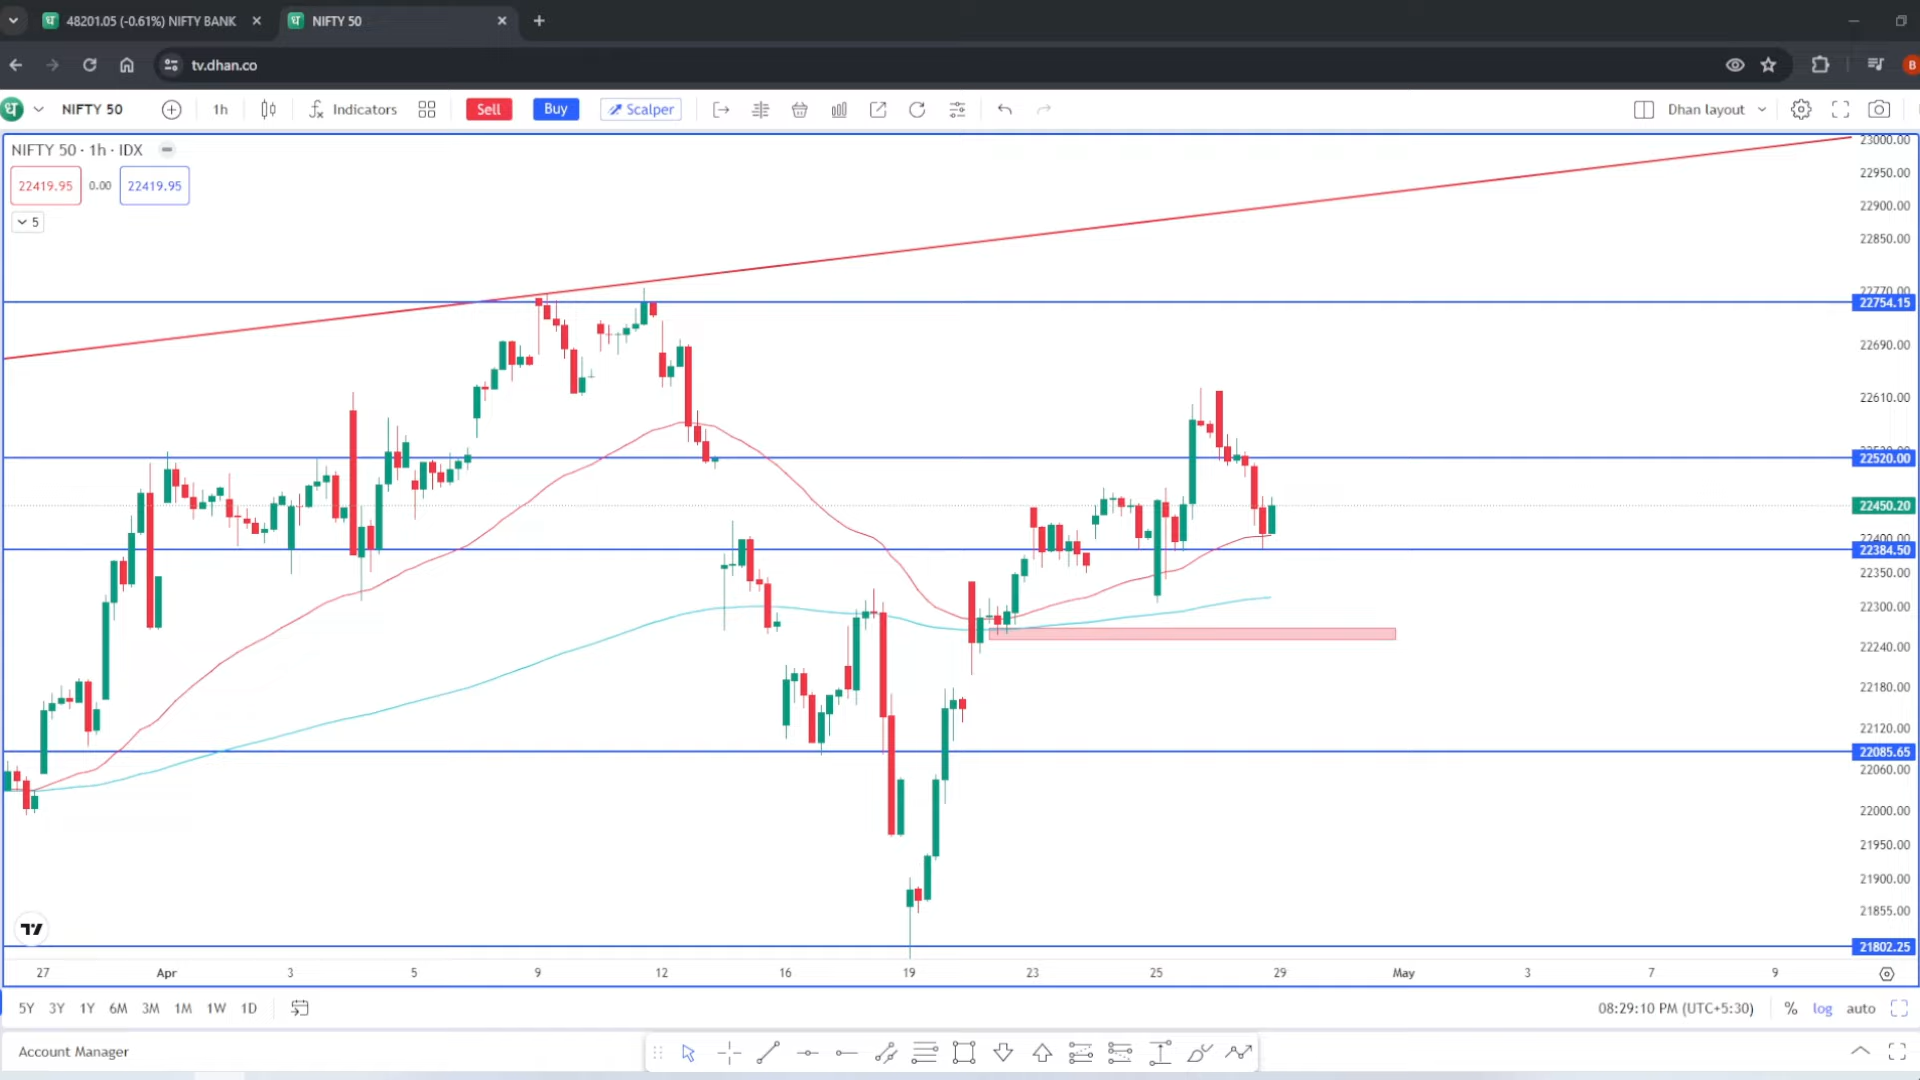 48201.05 (-0.61%) NIFTY BANK
NIFTY 50
tv.dhan.co
B
NIFTY 50
1h
Indicators
Sell
Buy
Scalper
Dhan layout
NIFTY 50 · 1h · IDX
22419.95
0.00
22419.95
5
23000.00
22950.00
22900.00
22850.00
22770.00
22754.15
22690.00
22610.00
22520.00
22450.20
22400.00
22384.50
22350.00
22300.00
22240.00
22180.00
22120.00
22085.65
22060.00
22000.00
21950.00
21900.00
21855.00
21802.25
27 Apr 3 5 9 12 16 19 23 25 29 May 3 7 9
5Y 3Y 1Y 6M 3M 1M 1W 1D
08:29:10 PM (UTC+5:30)
% log auto
Account Manager